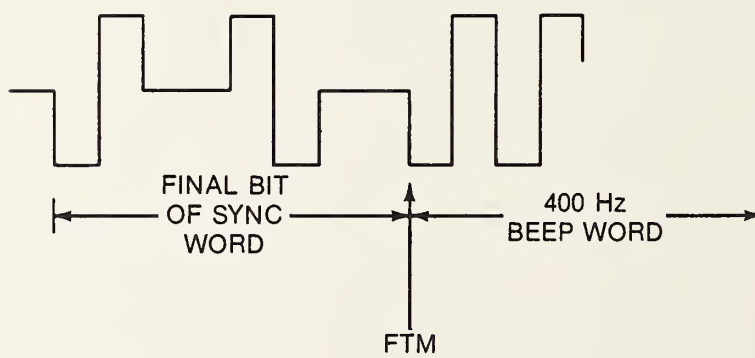 FINAL BIT
OF SYNC
WORD
400 Hz
BEEP WORD
FTM